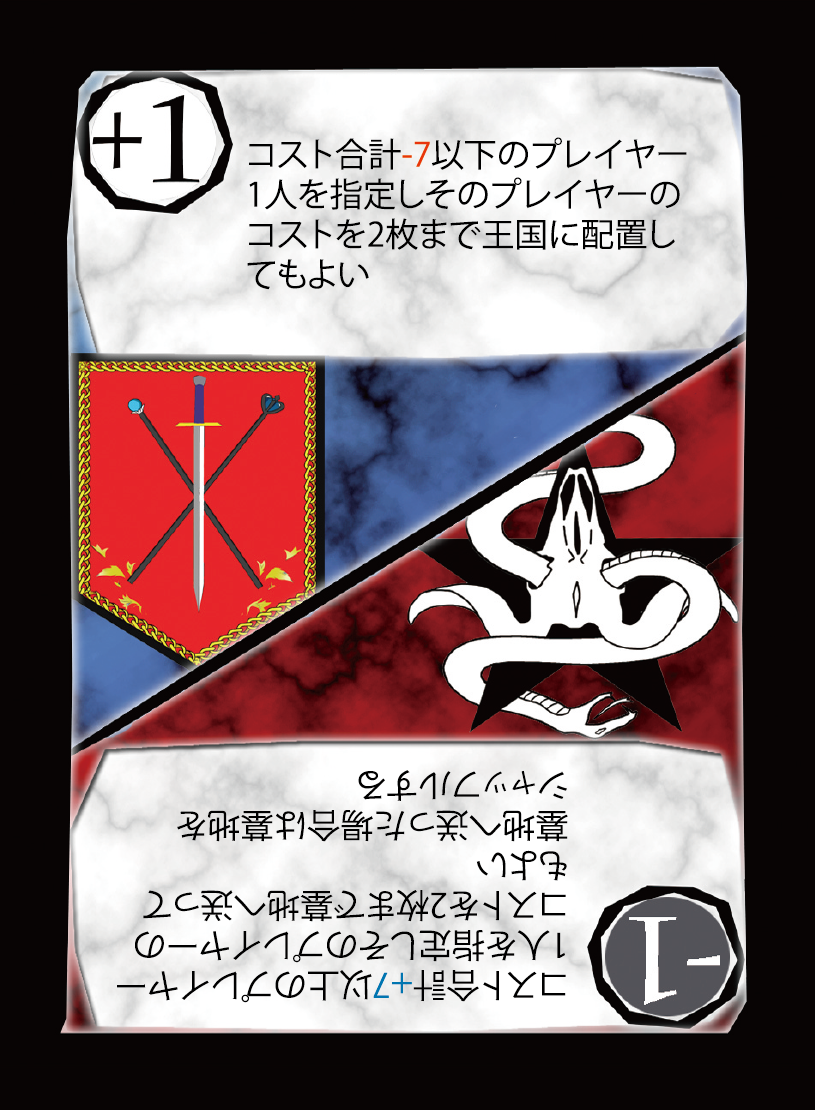 +1
コスト合計-7以下のプレイヤー
1人を指定しそのプレイヤーの
コストを2枚まで王国に配置し
てもよい
-1
コスト合計+7以上のプレイヤー
1人を指定しそのプレイヤーの
コストを2枚まで墓地へ送って
もよい
墓地へ送った場合は墓地を
シャッフルする